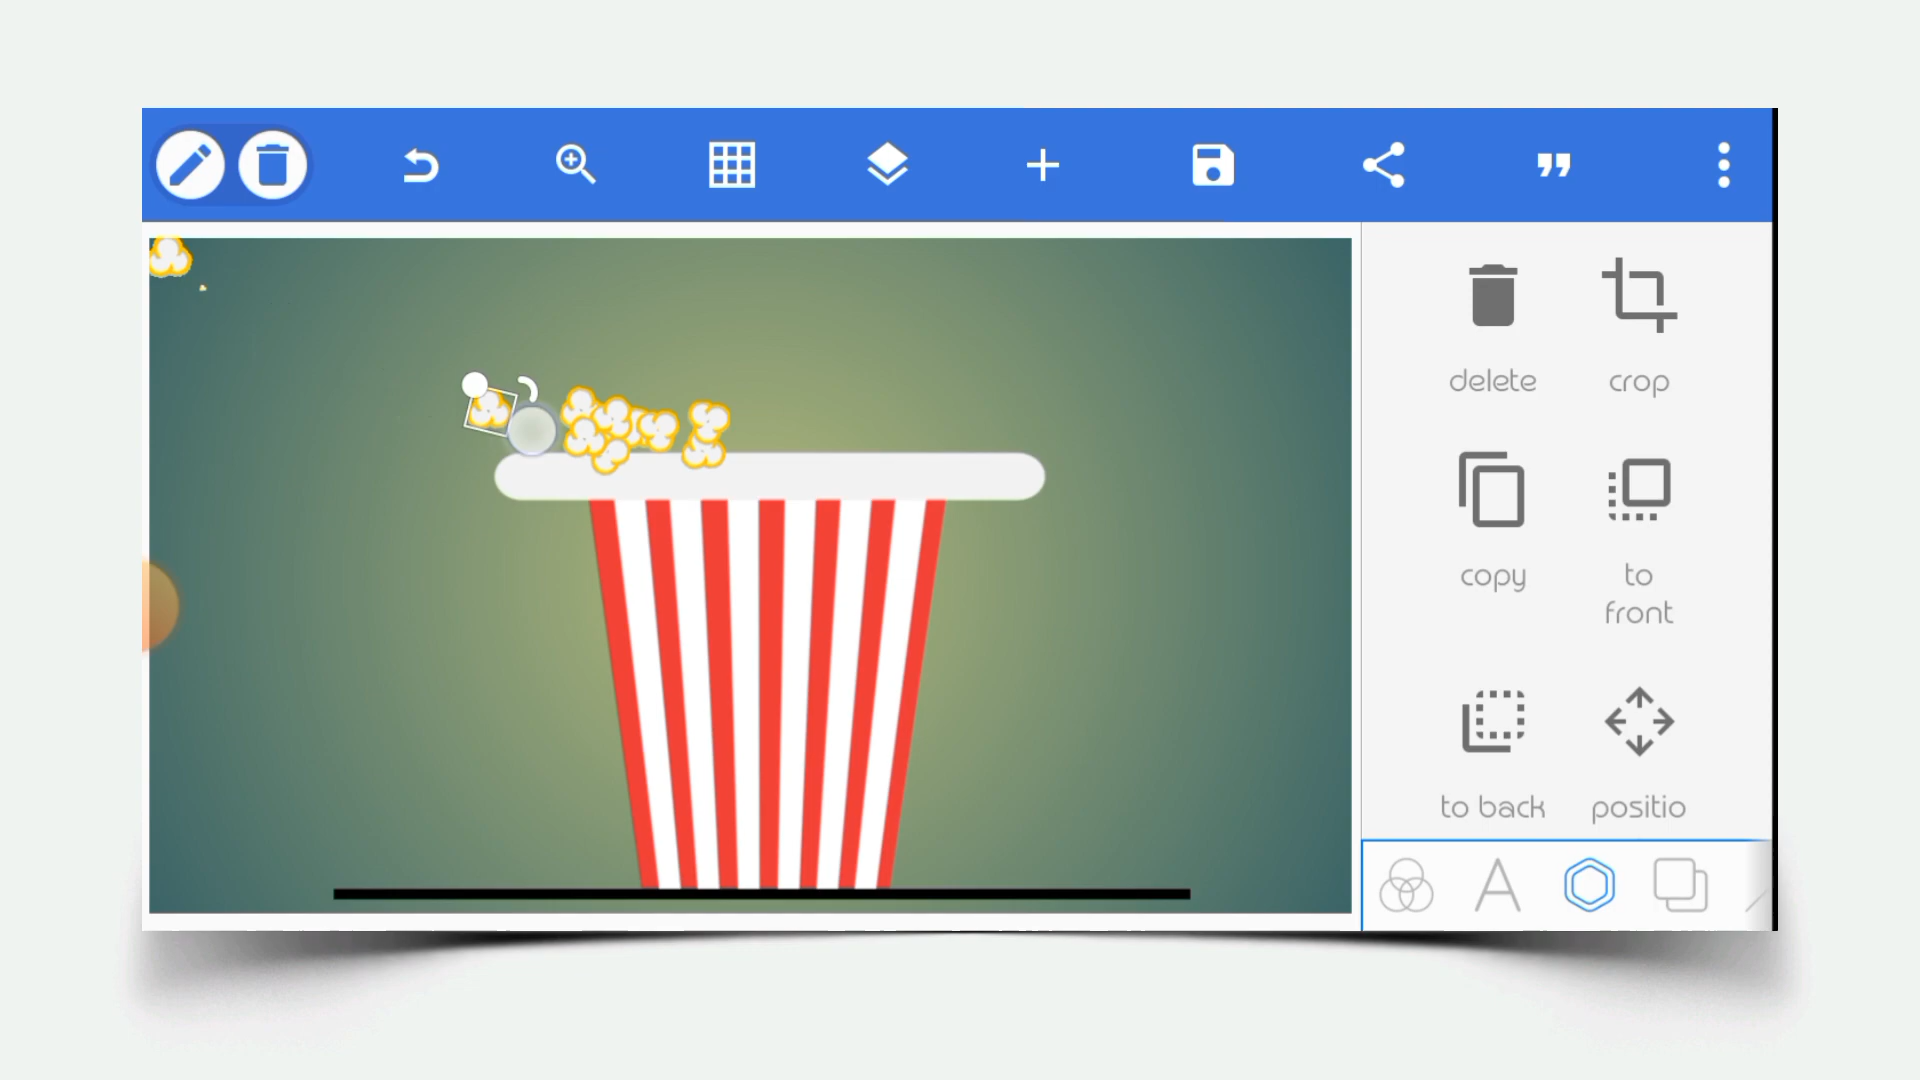 delete
crop
copy
to
front
to back
positio